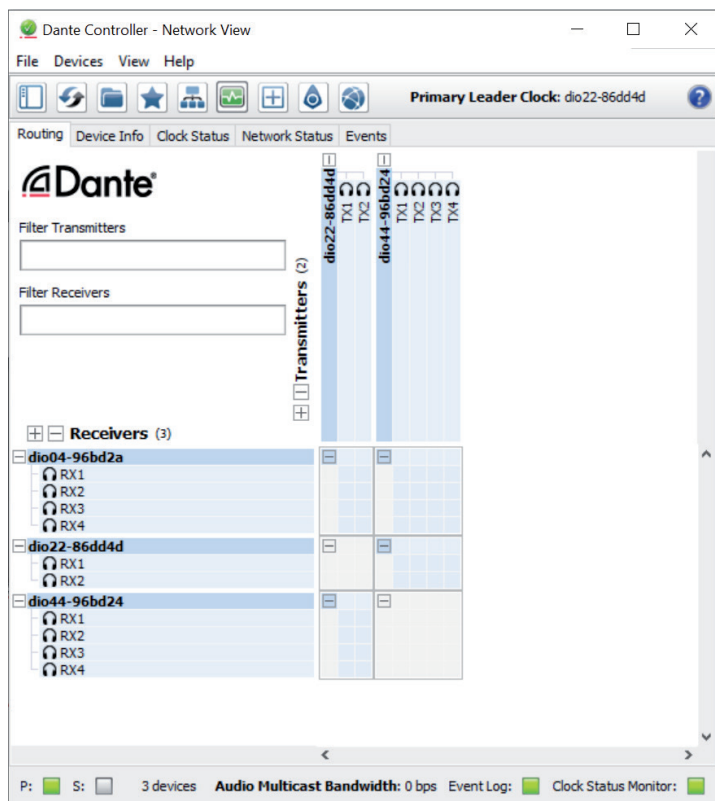 Dante Controller - Network View
File Devices View Help
Primary Leader Clock: dio22-86dd4d
?
Routing Device Info Clock Status Network Status Events
Dante®
Filter Transmitters
Filter Receivers
Transmitters (2)
dio22-86dd4d
TX1
TX2
dio44-96bd24
TX1
TX2
TX3
TX4
Receivers (3)
dio04-96bd2a
RX1
RX2
RX3
RX4
dio22-86dd4d
RX1
RX2
dio44-96bd24
RX1
RX2
RX3
RX4
P: S: 3 devices Audio Multicast Bandwidth: 0 bps Event Log: Clock Status Monitor: